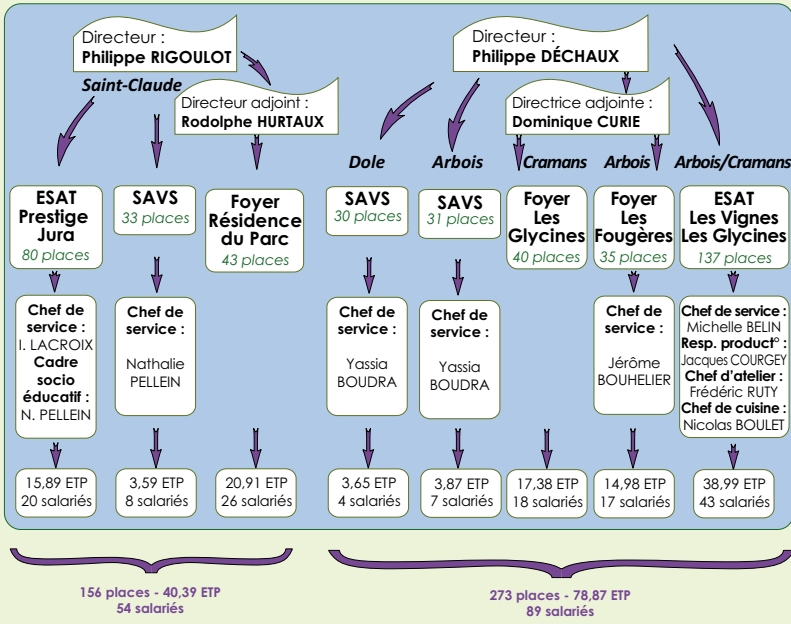 Directeur :
Philippe RIGOULOT
Saint-Claude
Directeur adjoint :
Rodolphe HURTAUX
Directeur :
Philippe DÉCHAUX
Directrice adjointe :
Dominique CURIE
Dole
Arbois
Cramans
Arbois
Arbois/Cramans
ESAT
Prestige
Jura
80 places
SAVS
33 places
Foyer
Résidence
du Parc
43 places
SAVS
30 places
SAVS
31 places
Foyer
Les
Glycines
40 places
Foyer
Les
Fougères
35 places
ESAT
Les Vignes
Les Glycines
137 places
Chef de
service :
I. LACROIX
Cadre
socio
éducatif :
N. PELLEIN
Chef de
service :
Nathalie
PELLEIN
Chef de
service :
Yassia
BOUDRA
Chef de
service :
Yassia
BOUDRA
Chef de
service :
Jérôme
BOUHELIER
Chef de service :
Michelle BELIN
Resp. product° :
Jacques COURGEY
Chef d'atelier :
Frédéric RUTY
Chef de cuisine :
Nicolas BOULET
15,89 ETP
20 salariés
3,59 ETP
8 salariés
20,91 ETP
26 salariés
3,65 ETP
4 salariés
3,87 ETP
7 salariés
17,38 ETP
18 salariés
14,98 ETP
17 salariés
38,99 ETP
43 salariés
156 places - 40,39 ETP
54 salariés
273 places - 78,87 ETP
89 salariés